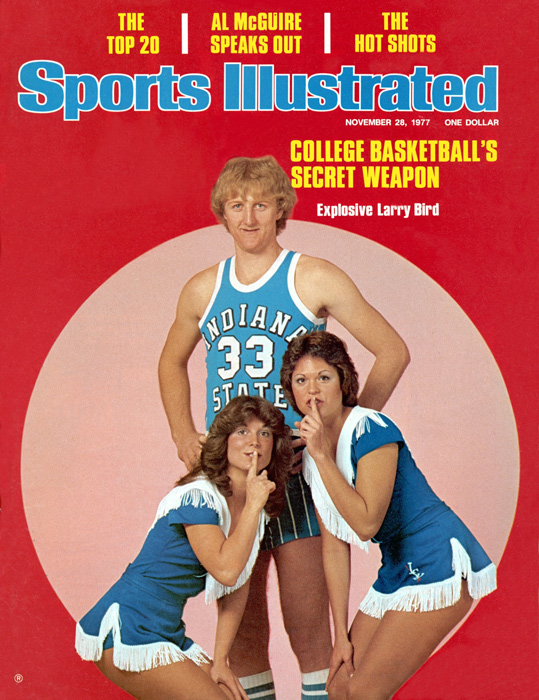 THE
TOP 20
AL McGUIRE
SPEAKS OUT
THE
HOT SHOTS
Sports Illustrated
NOVEMBER 28, 1977 ONE DOLLAR
COLLEGE BASKETBALL'S
SECRET WEAPON
Explosive Larry Bird
INDIANA
33
STATE
®